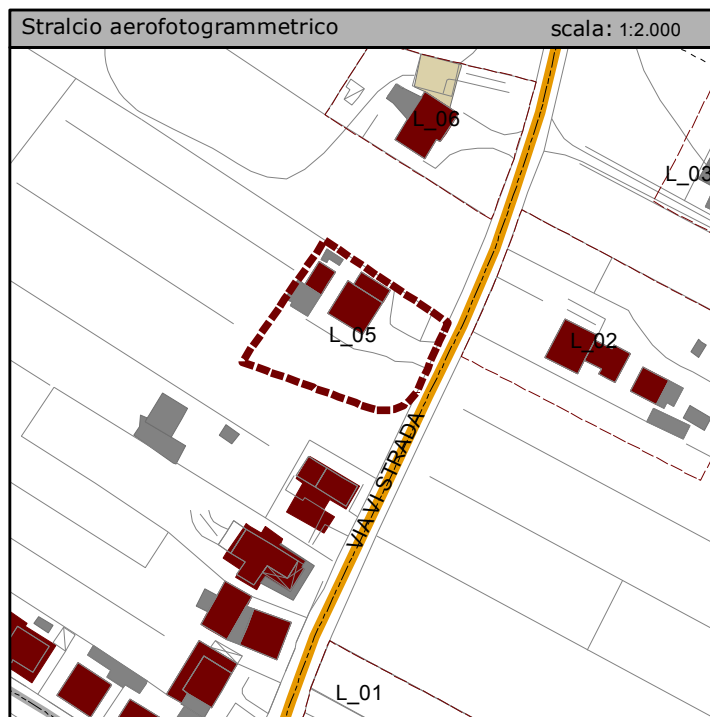 Stralcio aerofotogrammetrico scala: 1:2.000
L_06
L_03
L_05
L_02
VIA VI STRADA
L_01